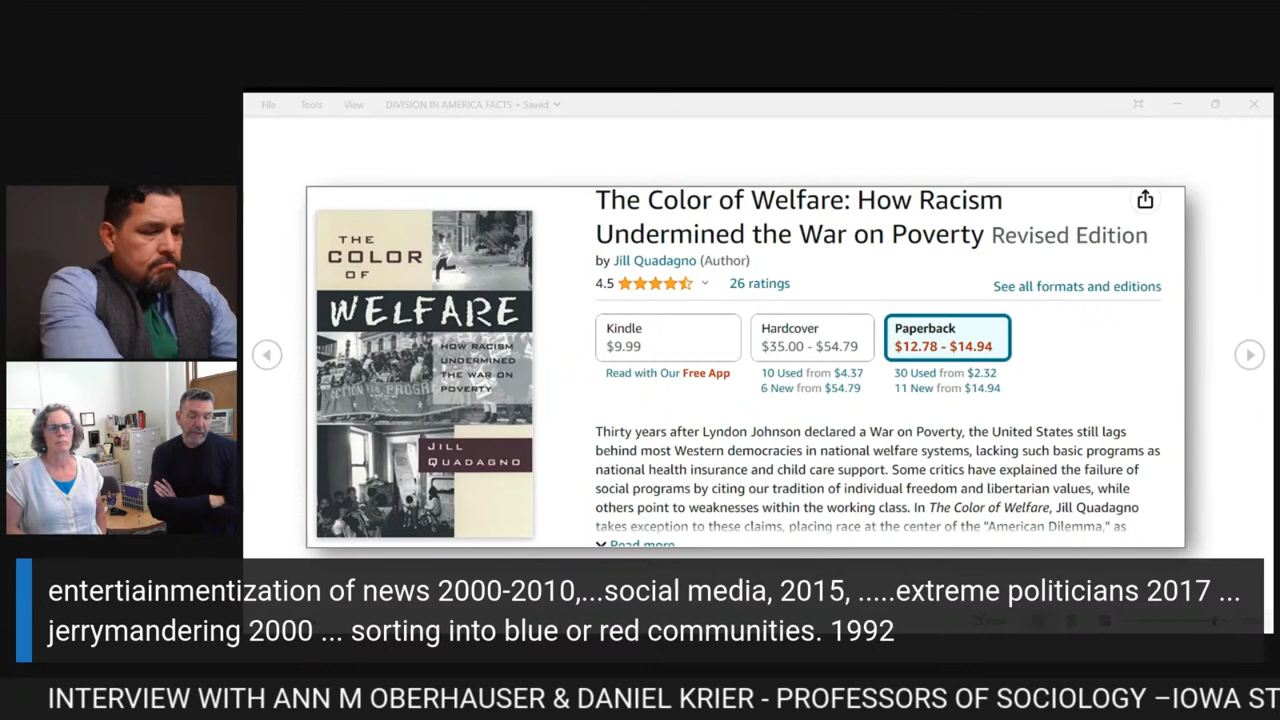 File Tools View DIVISION IN AMERICA FACTS • Saved
THE
COLOR
OF
WELFARE
HOW RACISM
UNDERMINED
THE WAR ON
POVERTY
JILL
QUADAGNO
The Color of Welfare: How Racism
Undermined the War on Poverty Revised Edition
by Jill Quadagno (Author)
4.5 26 ratings
See all formats and editions
Kindle
$9.99
Read with Our Free App
Hardcover
$35.00 - $54.79
10 Used from $4.37
6 New from $54.79
Paperback
$12.78 - $14.94
30 Used from $2.32
11 New from $14.94
Thirty years after Lyndon Johnson declared a War on Poverty, the United States still lags
behind most Western democracies in national welfare systems, lacking such basic programs as
national health insurance and child care support. Some critics have explained the failure of
social programs by citing our tradition of individual freedom and libertarian values, while
others point to weaknesses within the working class. In The Color of Welfare, Jill Quadagno
takes exception to these claims, placing race at the center of the "American Dilemma," as
Read more
entertiainmentization of news 2000-2010,...social media, 2015, .....extreme politicians 2017 ...
jerrymandering 2000 ... sorting into blue or red communities. 1992
INTERVIEW WITH ANN M OBERHAUSER & DANIEL KRIER - PROFESSORS OF SOCIOLOGY –IOWA ST